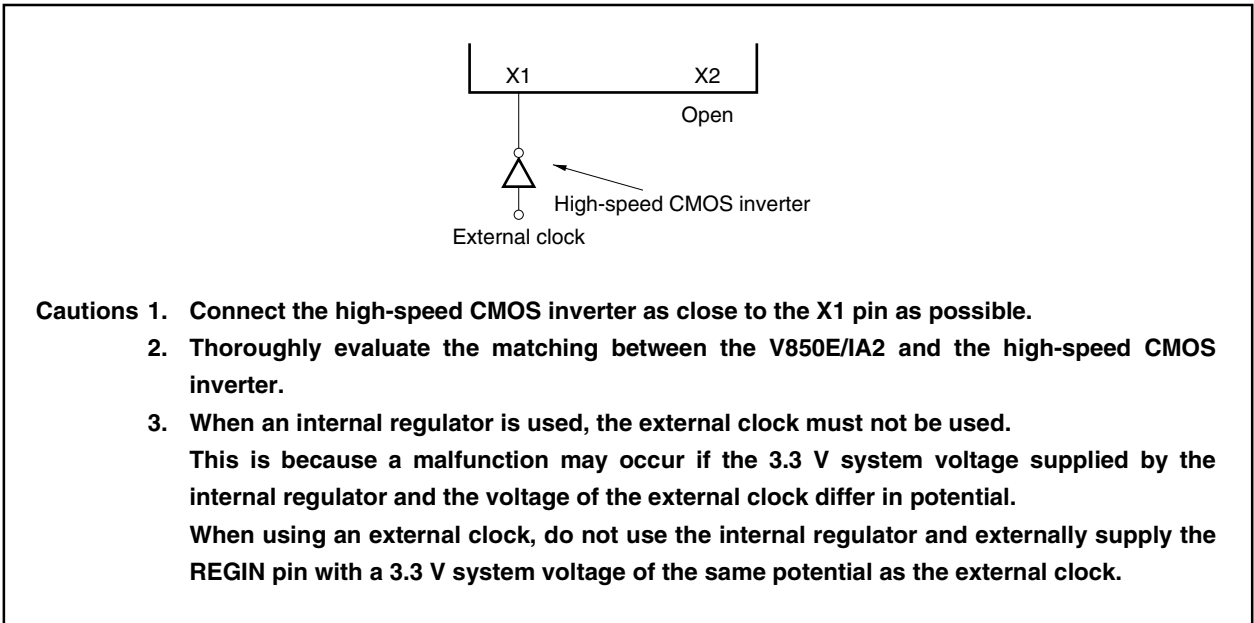 X1 X2
Open
High-speed CMOS inverter
External clock
Cautions 1. Connect the high-speed CMOS inverter as close to the X1 pin as possible.
2. Thoroughly evaluate the matching between the V850E/IA2 and the high-speed CMOS
inverter.
3. When an internal regulator is used, the external clock must not be used.
This is because a malfunction may occur if the 3.3 V system voltage supplied by the
internal regulator and the voltage of the external clock differ in potential.
When using an external clock, do not use the internal regulator and externally supply the
REGIN pin with a 3.3 V system voltage of the same potential as the external clock.